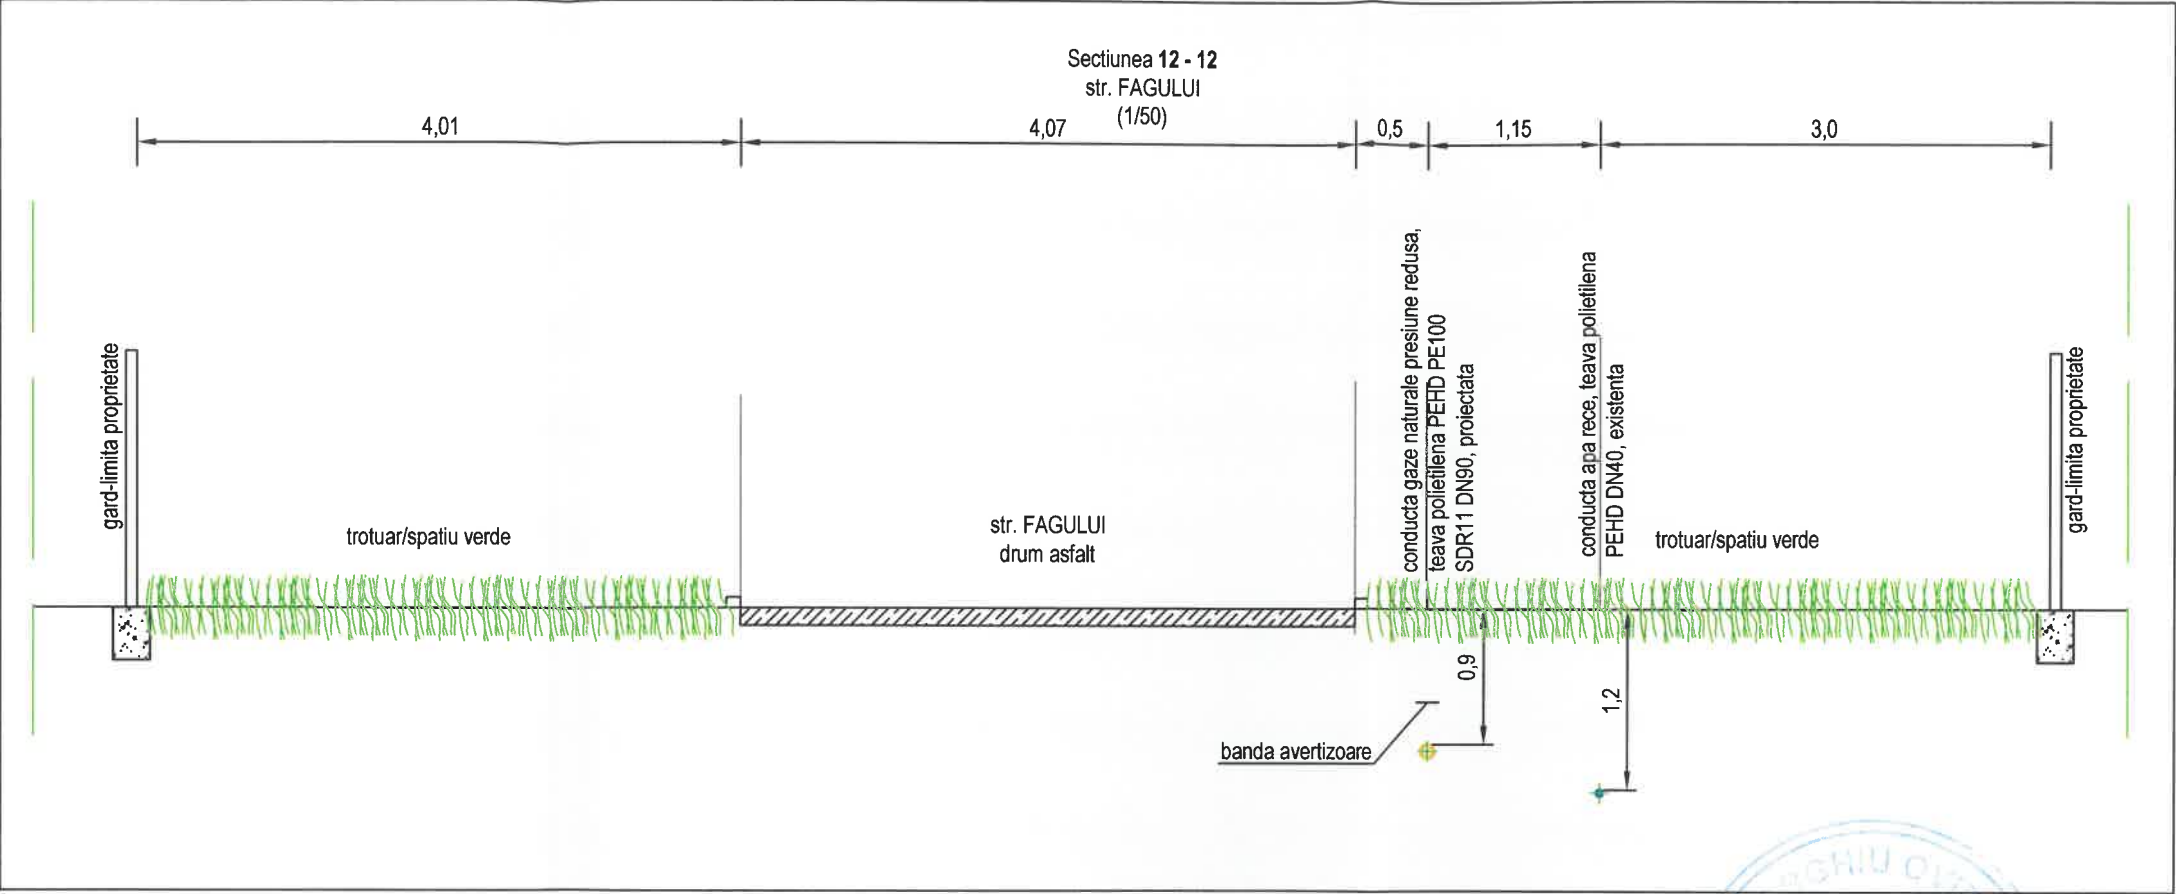 Sectiunea 12 - 12
str. FAGULUI
(1/50)
4,01
4,07
0,5
1,15
3,0
gard-limita proprietate
trotuar/spatiu verde
str. FAGULUI
drum asfalt
conducta gaze naturale presiune redusa,
teava polietilena PEHD PE100
SDR11 DN90, proiectata
conducta apa rece, teava polietilena
PEHD DN40, existenta
trotuar/spatiu verde
gard-limita proprietate
0,9
1,2
banda avertizoare